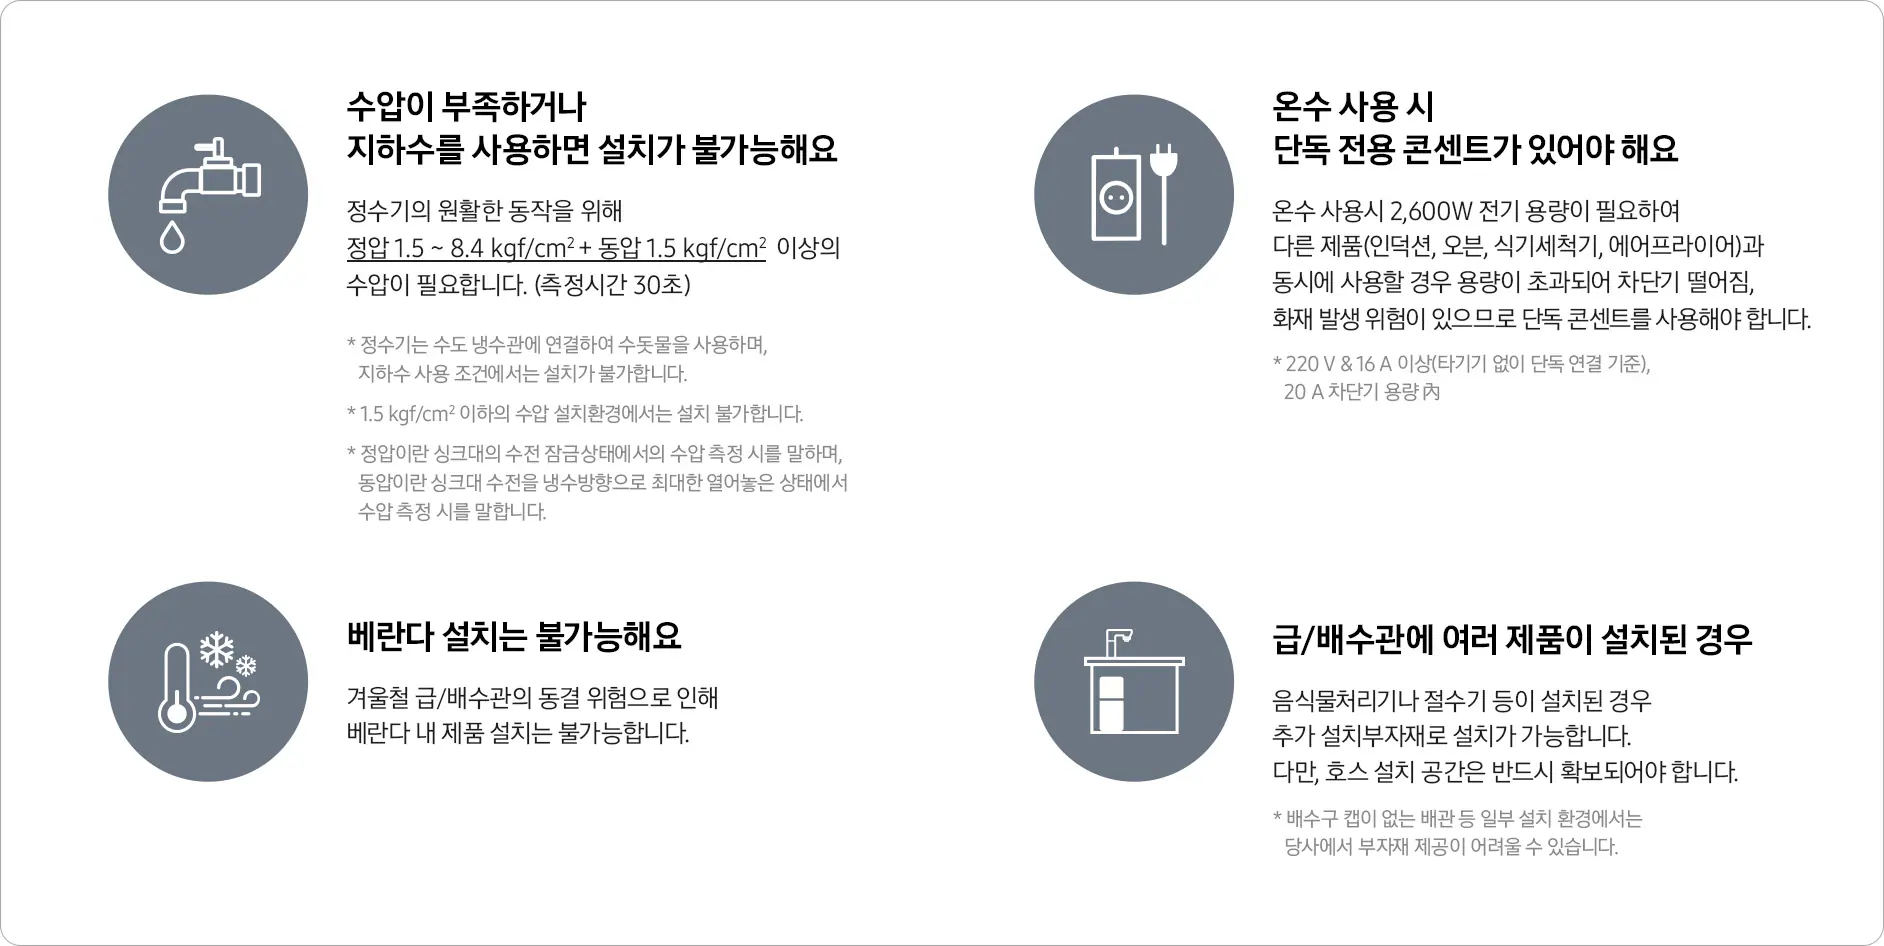 수압이 부족하거나
지하수를 사용하면 설치가 불가능해요
정수기의 원활한 동작을 위해
정압 1.5 ~ 8.4 kgf/cm² + 동압 1.5 kgf/cm² 이상의
수압이 필요합니다. (측정시간 30초)
* 정수기는 수도 냉수관에 연결하여 수돗물을 사용하며,
지하수 사용 조건에서는 설치가 불가합니다.
* 1.5 kgf/cm² 이하의 수압 설치환경에서는 설치 불가합니다.
* 정압이란 싱크대의 수전 잠금상태에서의 수압 측정 시를 말하며,
동압이란 싱크대 수전을 냉수방향으로 최대한 열어놓은 상태에서
수압 측정 시를 말합니다.
온수 사용 시
단독 전용 콘센트가 있어야 해요
온수 사용시 2,600W 전기 용량이 필요하여
다른 제품(인덕션, 오븐, 식기세척기, 에어프라이어)과
동시에 사용할 경우 용량이 초과되어 차단기 떨어짐,
화재 발생 위험이 있으므로 단독 콘센트를 사용해야 합니다.
* 220 V & 16 A 이상(타기기 없이 단독 연결 기준),
20 A 차단기 용량 內
베란다 설치는 불가능해요
겨울철 급/배수관의 동결 위험으로 인해
베란다 내 제품 설치는 불가능합니다.
급/배수관에 여러 제품이 설치된 경우
음식물처리기나 절수기 등이 설치된 경우
추가 설치부자재로 설치가 가능합니다.
다만, 호스 설치 공간은 반드시 확보되어야 합니다.
* 배수구 캡이 없는 배관 등 일부 설치 환경에서는
당사에서 부자재 제공이 어려울 수 있습니다.